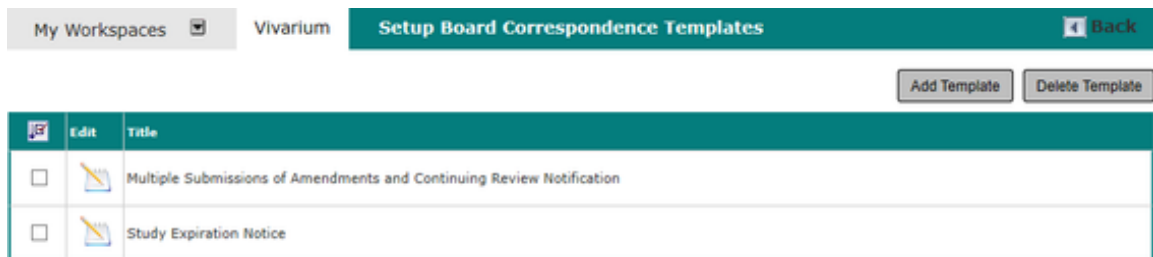 My Workspaces Vivarium Setup Board Correspondence Templates Back
Add Template Delete Template
Edit Title
Multiple Submissions of Amendments and Continuing Review Notification
Study Expiration Notice